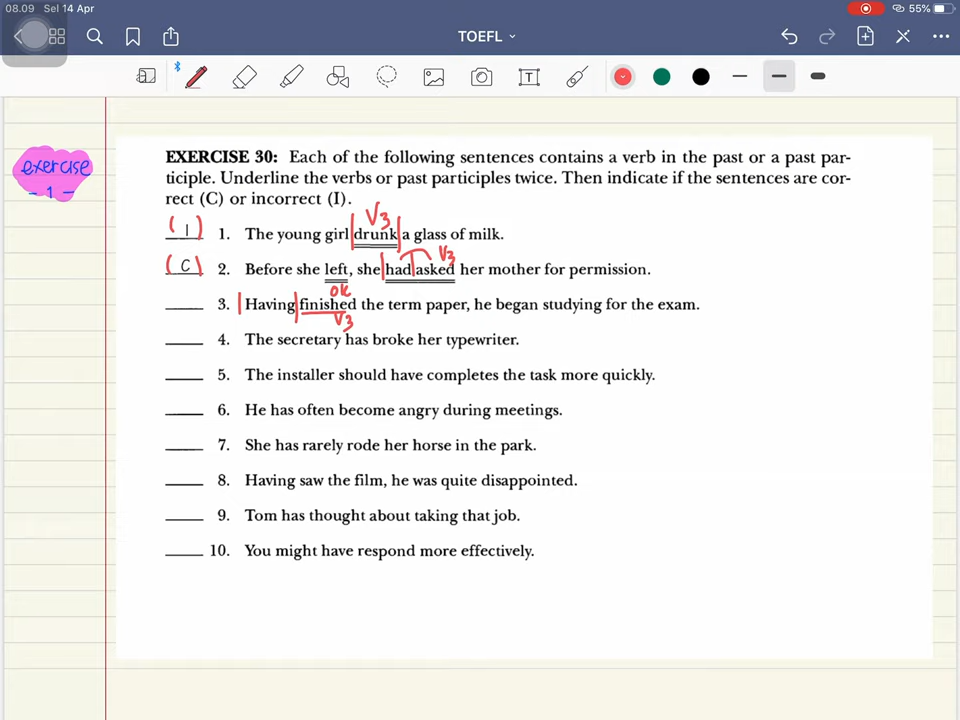 08.09 Sel 14 Apr
55%
TOEFL
T
exercise
- 1 -
EXERCISE 30: Each of the following sentences contains a verb in the past or a past par-
ticiple. Underline the verbs or past participles twice. Then indicate if the sentences are cor-
rect (C) or incorrect (I).
V3
( I ) 1. The young girl drunk a glass of milk.
V3
( C ) 2. Before she left, she had asked her mother for permission.
ok
_____ 3. Having finished the term paper, he began studying for the exam.
V3
_____ 4. The secretary has broke her typewriter.
_____ 5. The installer should have completes the task more quickly.
_____ 6. He has often become angry during meetings.
_____ 7. She has rarely rode her horse in the park.
_____ 8. Having saw the film, he was quite disappointed.
_____ 9. Tom has thought about taking that job.
_____ 10. You might have respond more effectively.